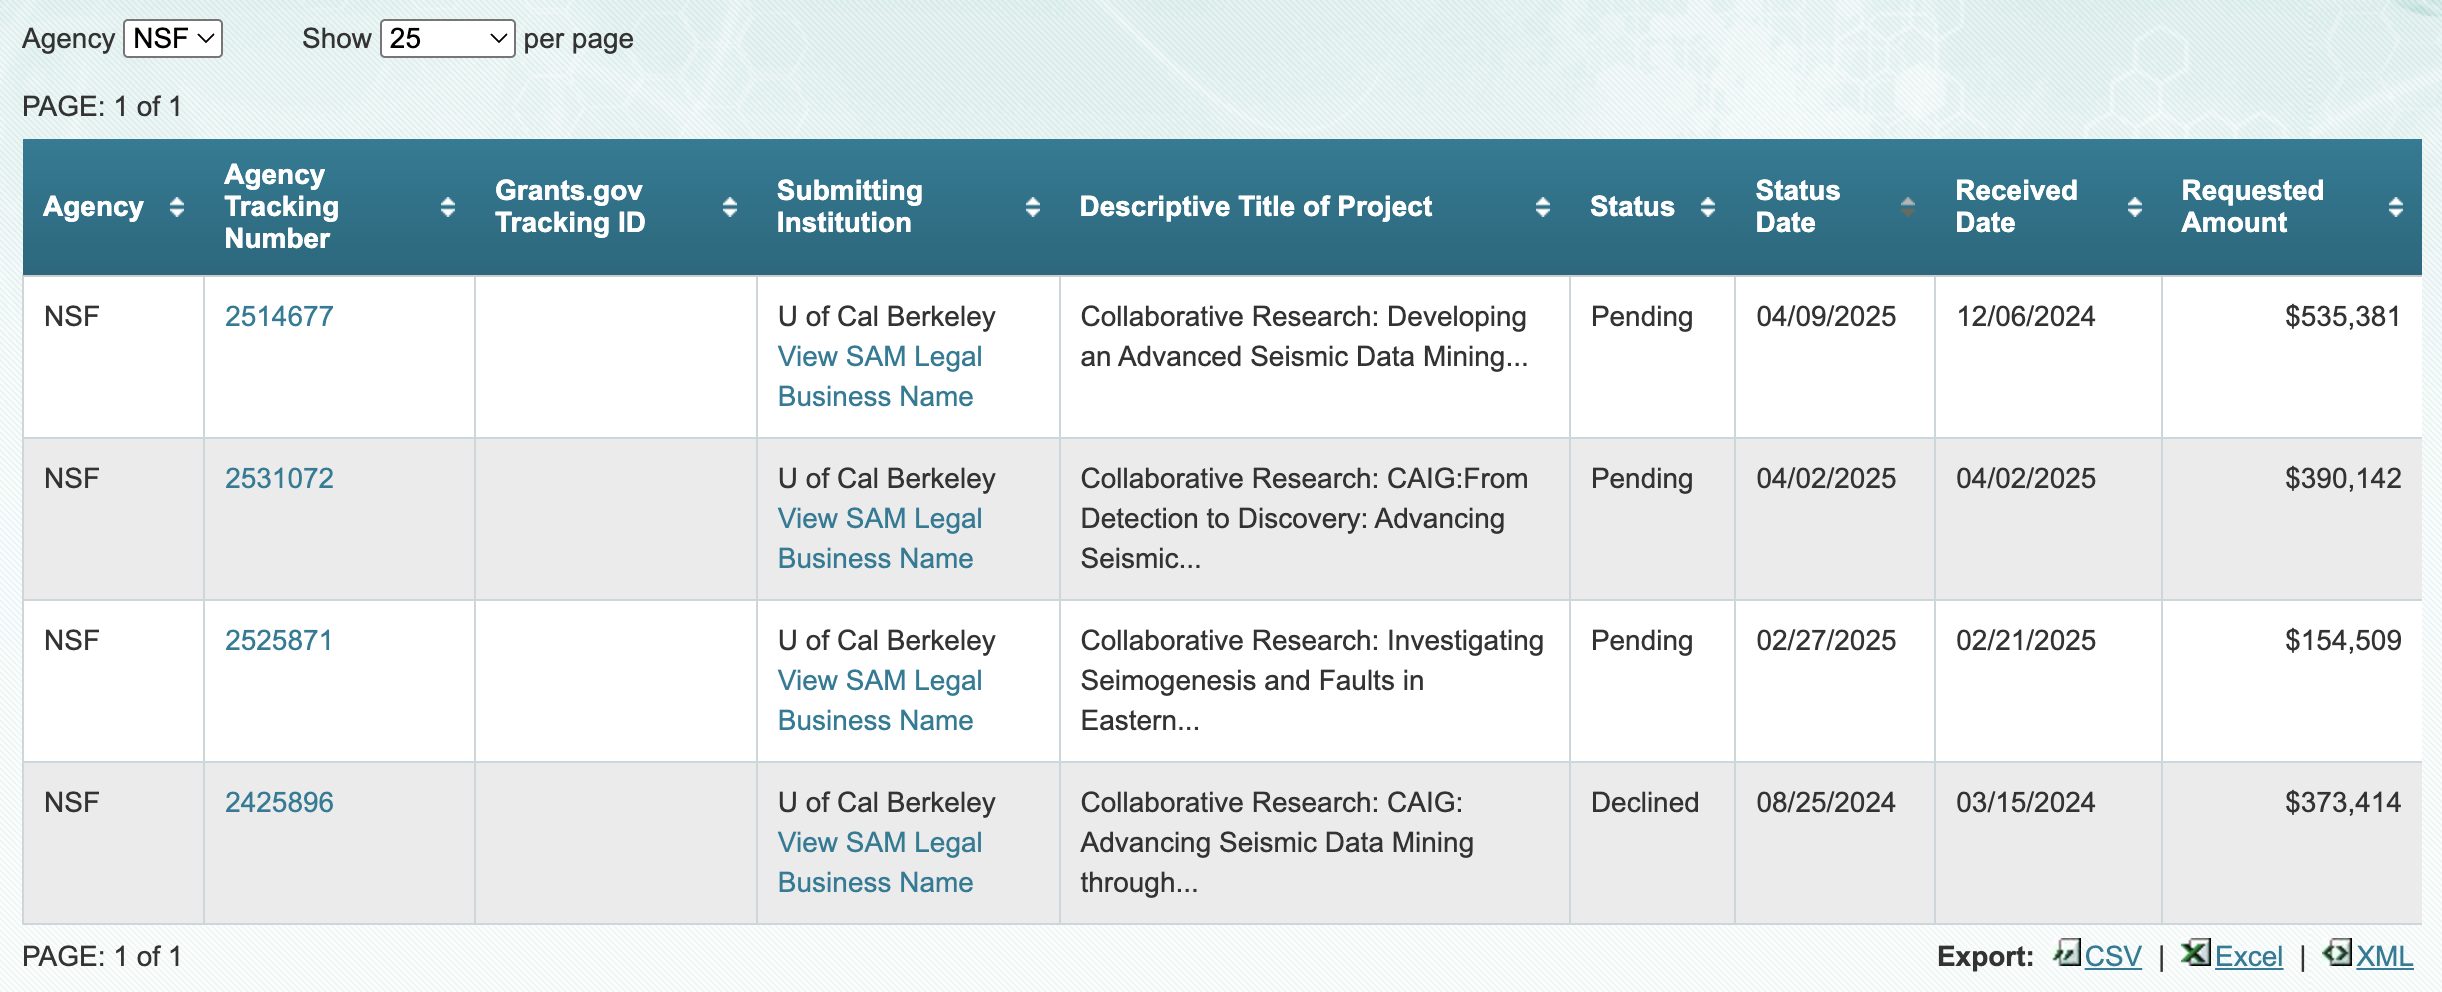 Agency NSF Show 25 per page
PAGE: 1 of 1
Agency
Agency
Tracking
Number
Grants.gov
Tracking ID
Submitting
Institution
Descriptive Title of Project
Status
Status
Date
Received
Date
Requested
Amount
NSF
2514677
U of Cal Berkeley
View SAM Legal
Business Name
Collaborative Research: Developing
an Advanced Seismic Data Mining...
Pending
04/09/2025
12/06/2024
$535,381
NSF
2531072
U of Cal Berkeley
View SAM Legal
Business Name
Collaborative Research: CAIG:From
Detection to Discovery: Advancing
Seismic...
Pending
04/02/2025
04/02/2025
$390,142
NSF
2525871
U of Cal Berkeley
View SAM Legal
Business Name
Collaborative Research: Investigating
Seimogenesis and Faults in
Eastern...
Pending
02/27/2025
02/21/2025
$154,509
NSF
2425896
U of Cal Berkeley
View SAM Legal
Business Name
Collaborative Research: CAIG:
Advancing Seismic Data Mining
through...
Declined
08/25/2024
03/15/2024
$373,414
PAGE: 1 of 1
Export: CSV | Excel | XML